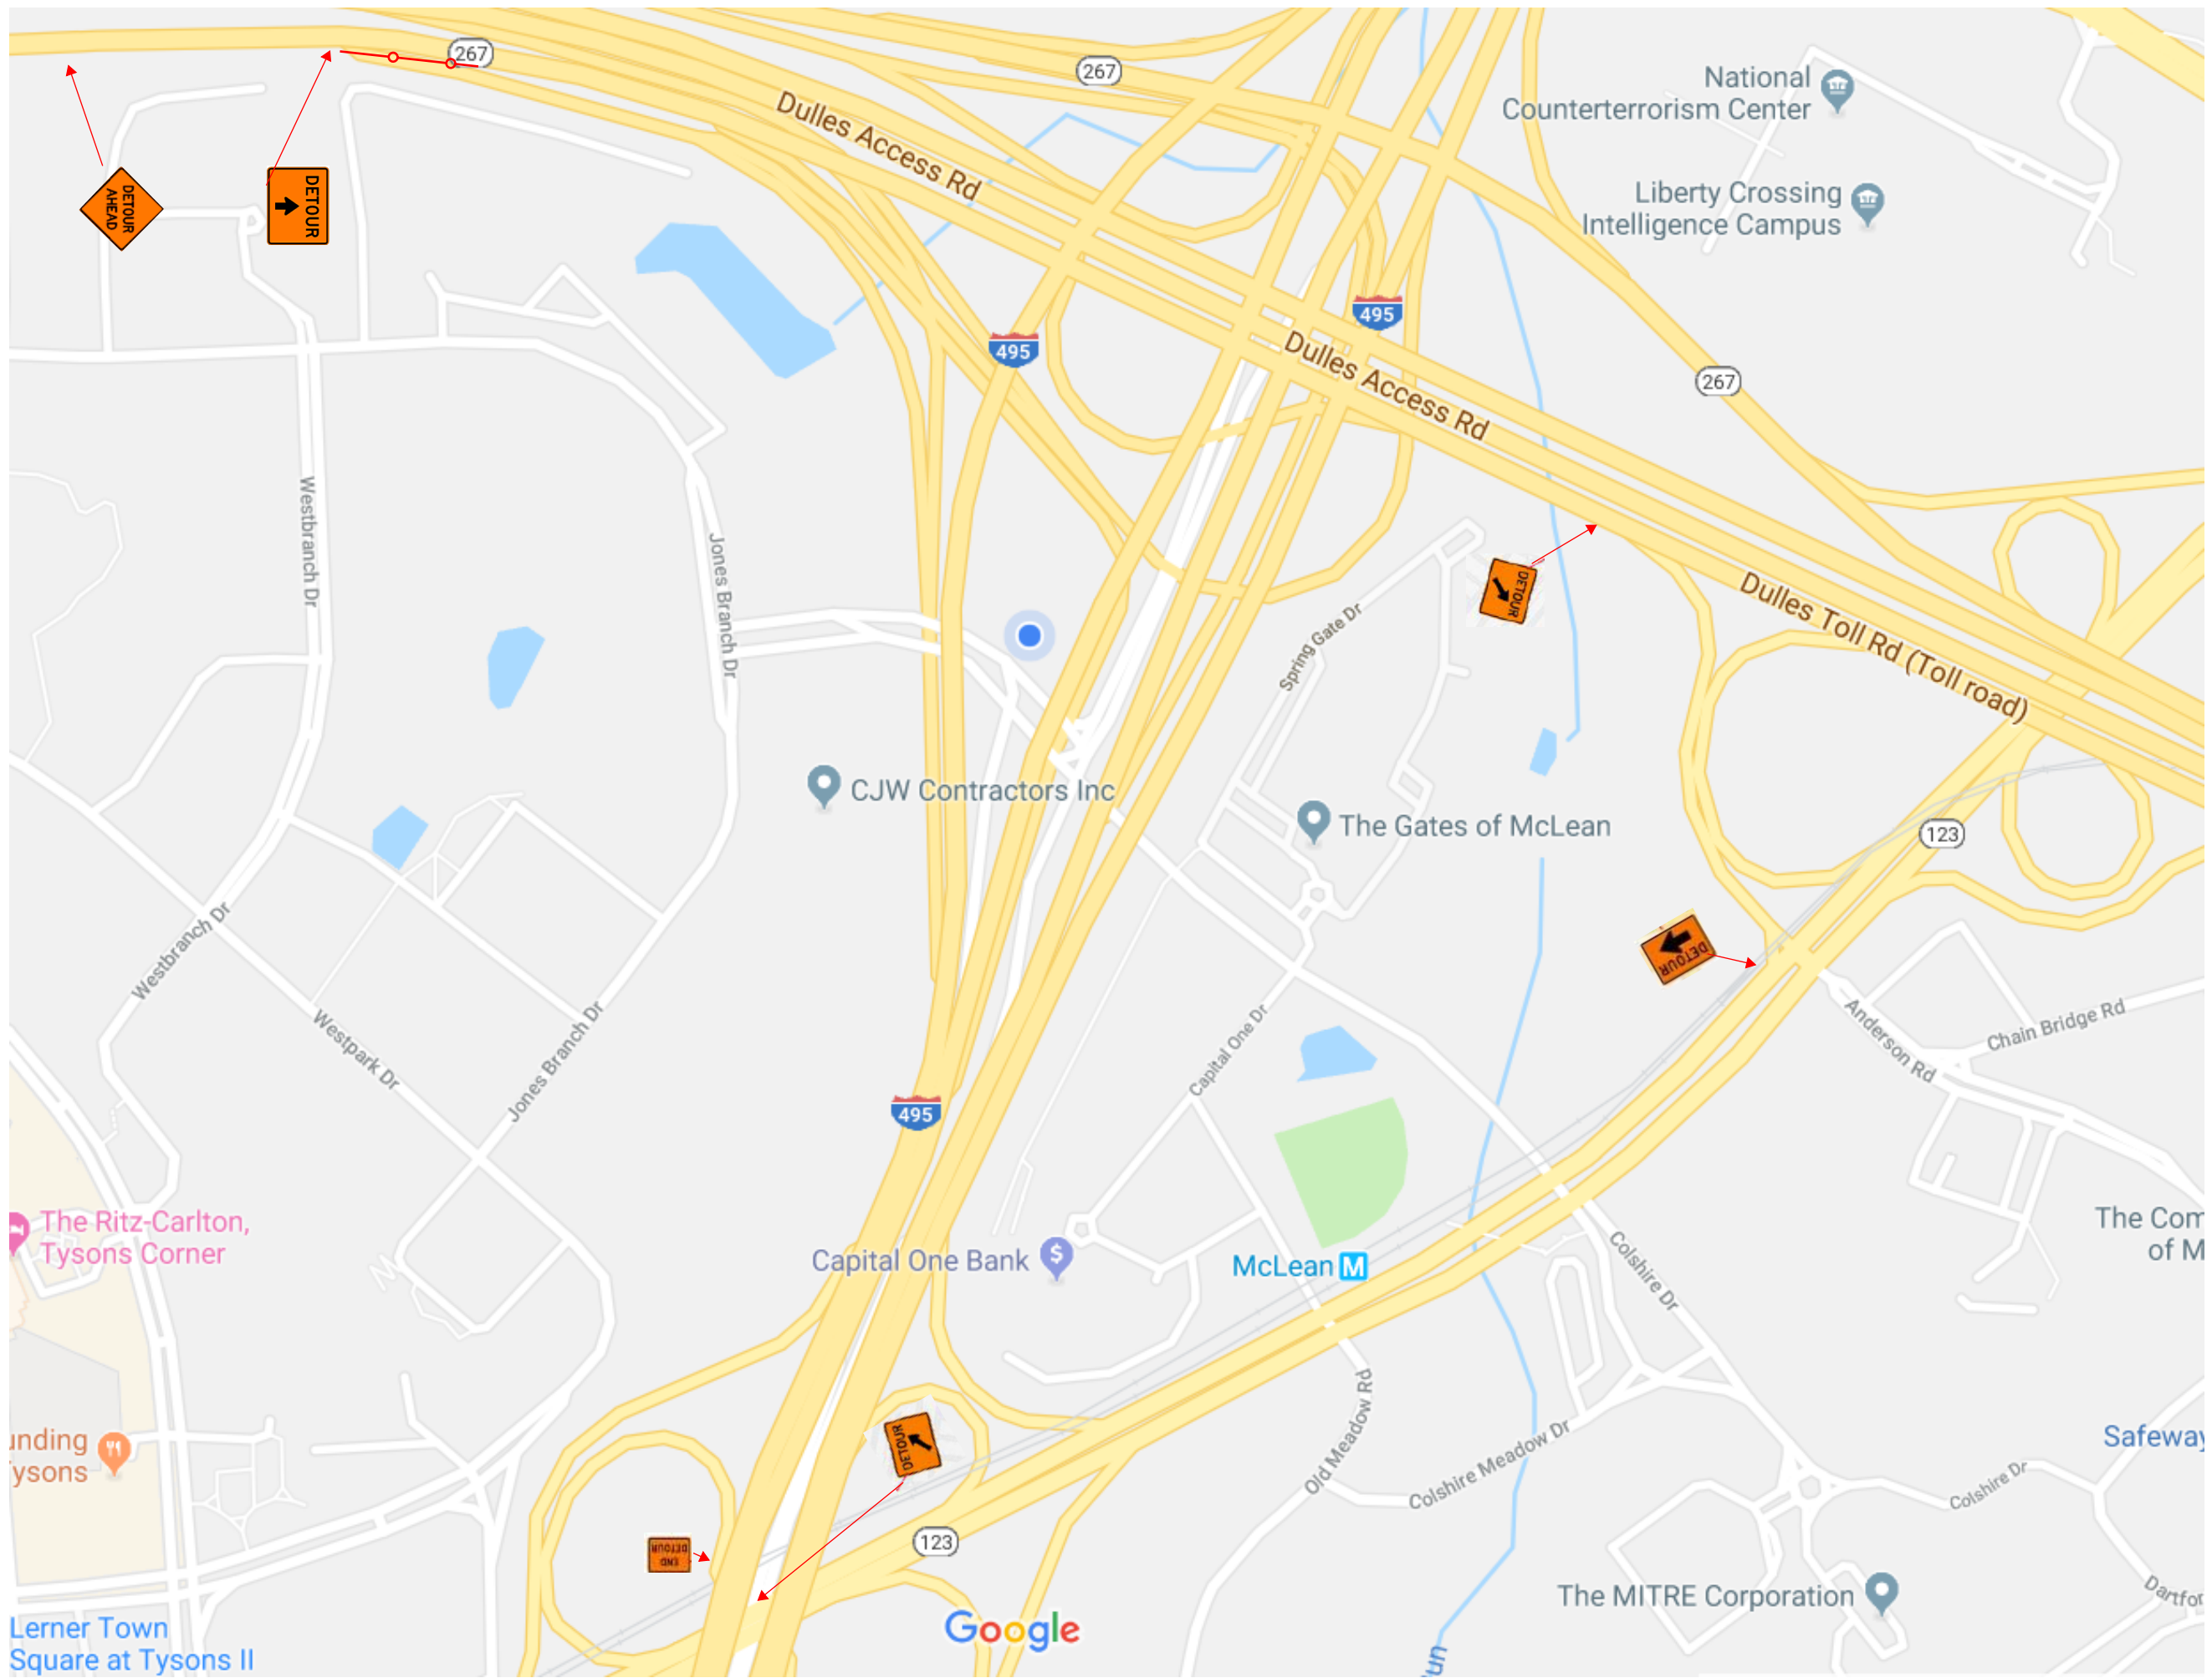 267
267
National
Counterterrorism Center
Dulles Access Rd
Liberty Crossing
Intelligence Campus
DETOUR
AHEAD
DETOUR
495
495
Dulles Access Rd
267
Westbranch Dr
Jones Branch Dr
DETOUR
Spring Gate Dr
Dulles Toll Rd (Toll road)
CJW Contractors Inc
The Gates of McLean
123
DETOUR
Westbranch Dr
Westpark Dr
Jones Branch Dr
Capital One Dr
Anderson Rd
Chain Bridge Rd
495
The Ritz-Carlton,
Tysons Corner
Capital One Bank
$
McLean M
Colshire Dr
The Com
of M
unding
ysons
DETOUR
Old Meadow Rd
Colshire Meadow Dr
Colshire Dr
Safeway
END
DETOUR
123
The MITRE Corporation
Dartfor
Google
Lerner Town
Square at Tysons II
un